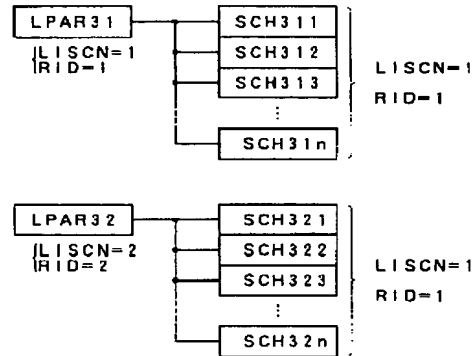 LPAR31
SCH311
LISCN=1
RID=1
SCH312
SCH313
⋮
SCH31n
LISCN=1
RID=1
LPAR32
SCH321
LISCN=2
RID=2
SCH322
SCH323
⋮
SCH32n
LISCN=1
RID=1